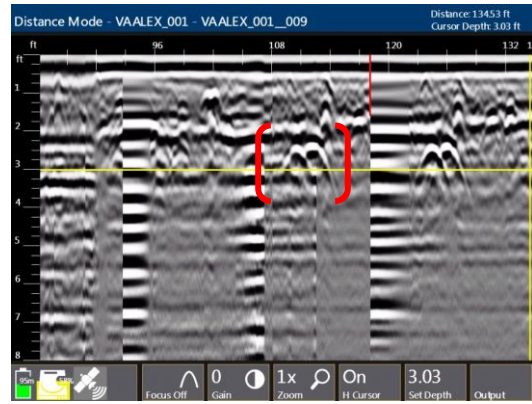 Distance Mode - VAALEX_001 - VAALEX_001__009
Distance: 134.53 ft
Cursor Depth: 3.03 ft
ft 96 108 120 132
ft
1
2
3
4
5
6
7
8
95m
Focus Off
0
Gain
1x
Zoom
On
H Cursor
3.03
Set Depth
Output